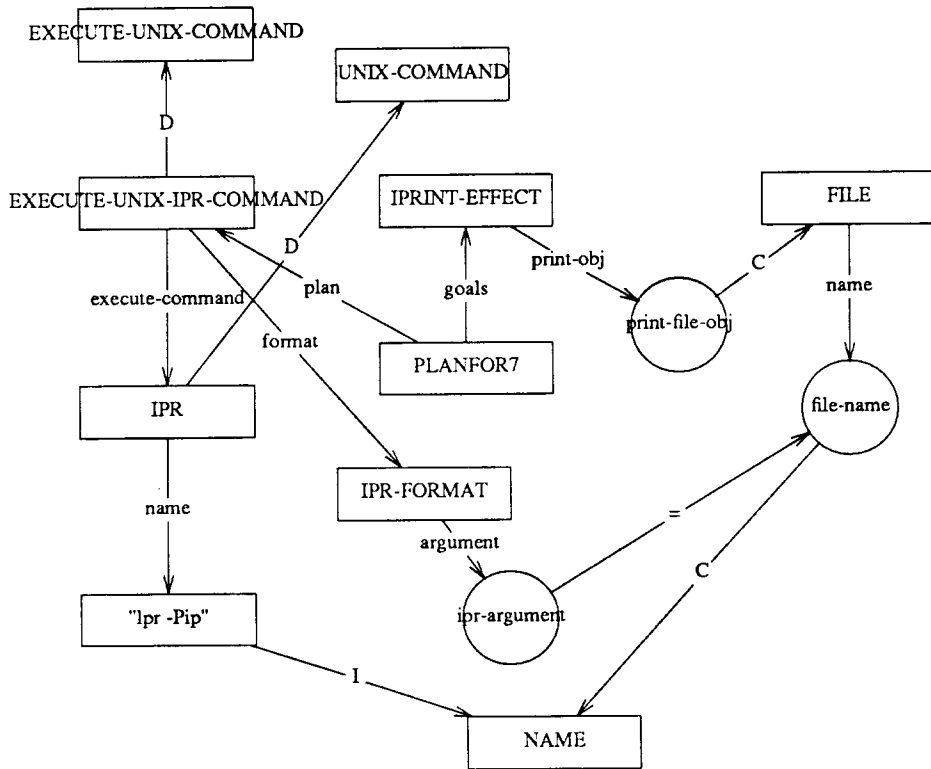 EXECUTE-UNIX-COMMAND
UNIX-COMMAND
D
EXECUTE-UNIX-IPR-COMMAND
IPRINT-EFFECT
FILE
D
print-obj
C
execute-command
plan
goals
name
format
print-file-obj
PLANFOR7
IPR
file-name
IPR-FORMAT
name
=
argument
C
"lpr -Pip"
ipr-argument
I
NAME